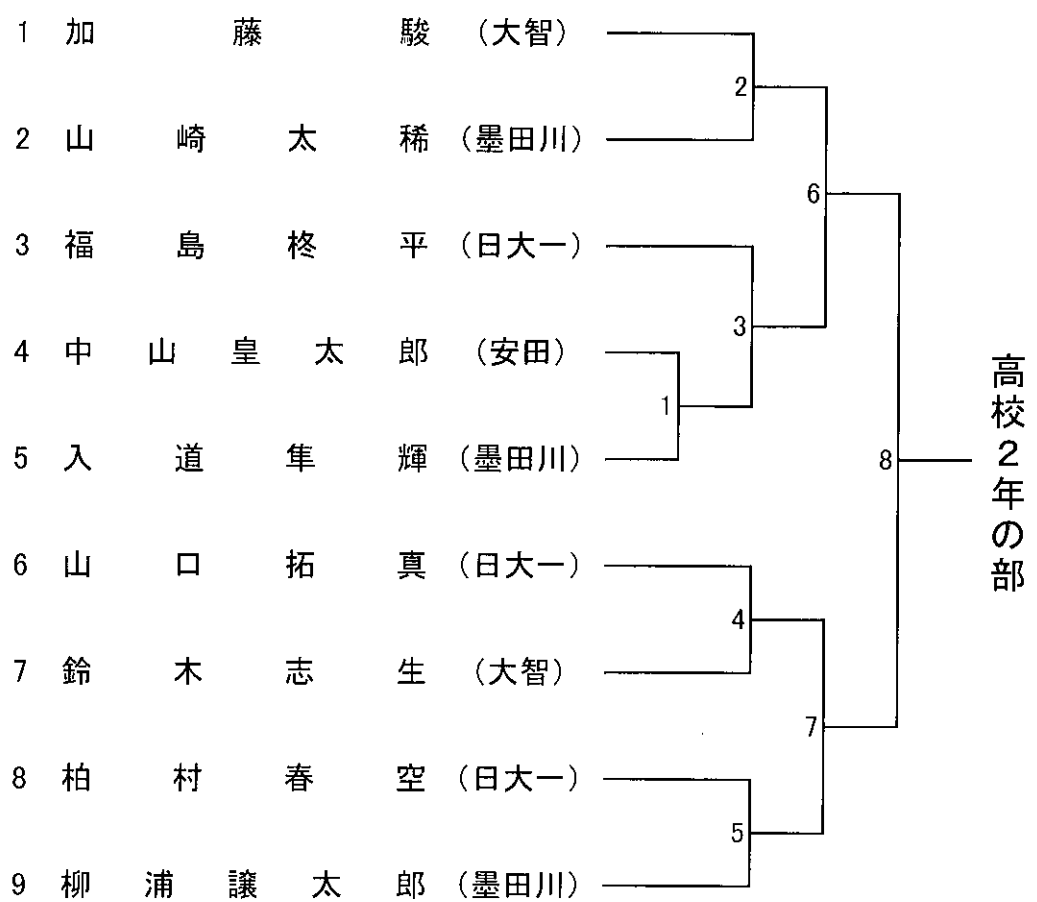 1 加藤駿 (大智)
2 山崎太稀 (墨田川)
3 福島柊平 (日大一)
4 中山皇太郎 (安田)
5 入道隼輝 (墨田川)
6 山口拓真 (日大一)
7 鈴木志生 (大智)
8 柏村春空 (日大一)
9 柳浦譲太郎 (墨田川)
2
6
3
1
8
4
7
5
高校2年の部